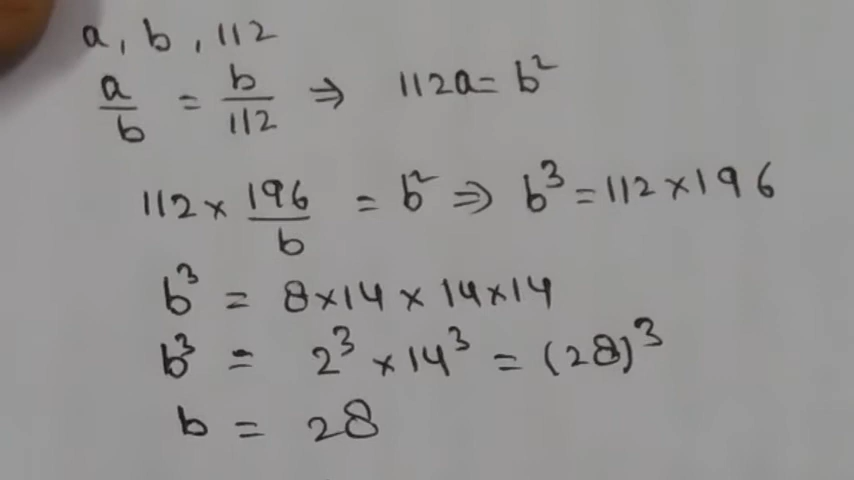 a, b, 112
a/b = b/112 ⇒ 112a = b²
112 × 196/b = b² ⇒ b³ = 112 × 196
b³ = 8 × 14 × 14 × 14
b³ = 2³ × 14³ = (28)³
b = 28